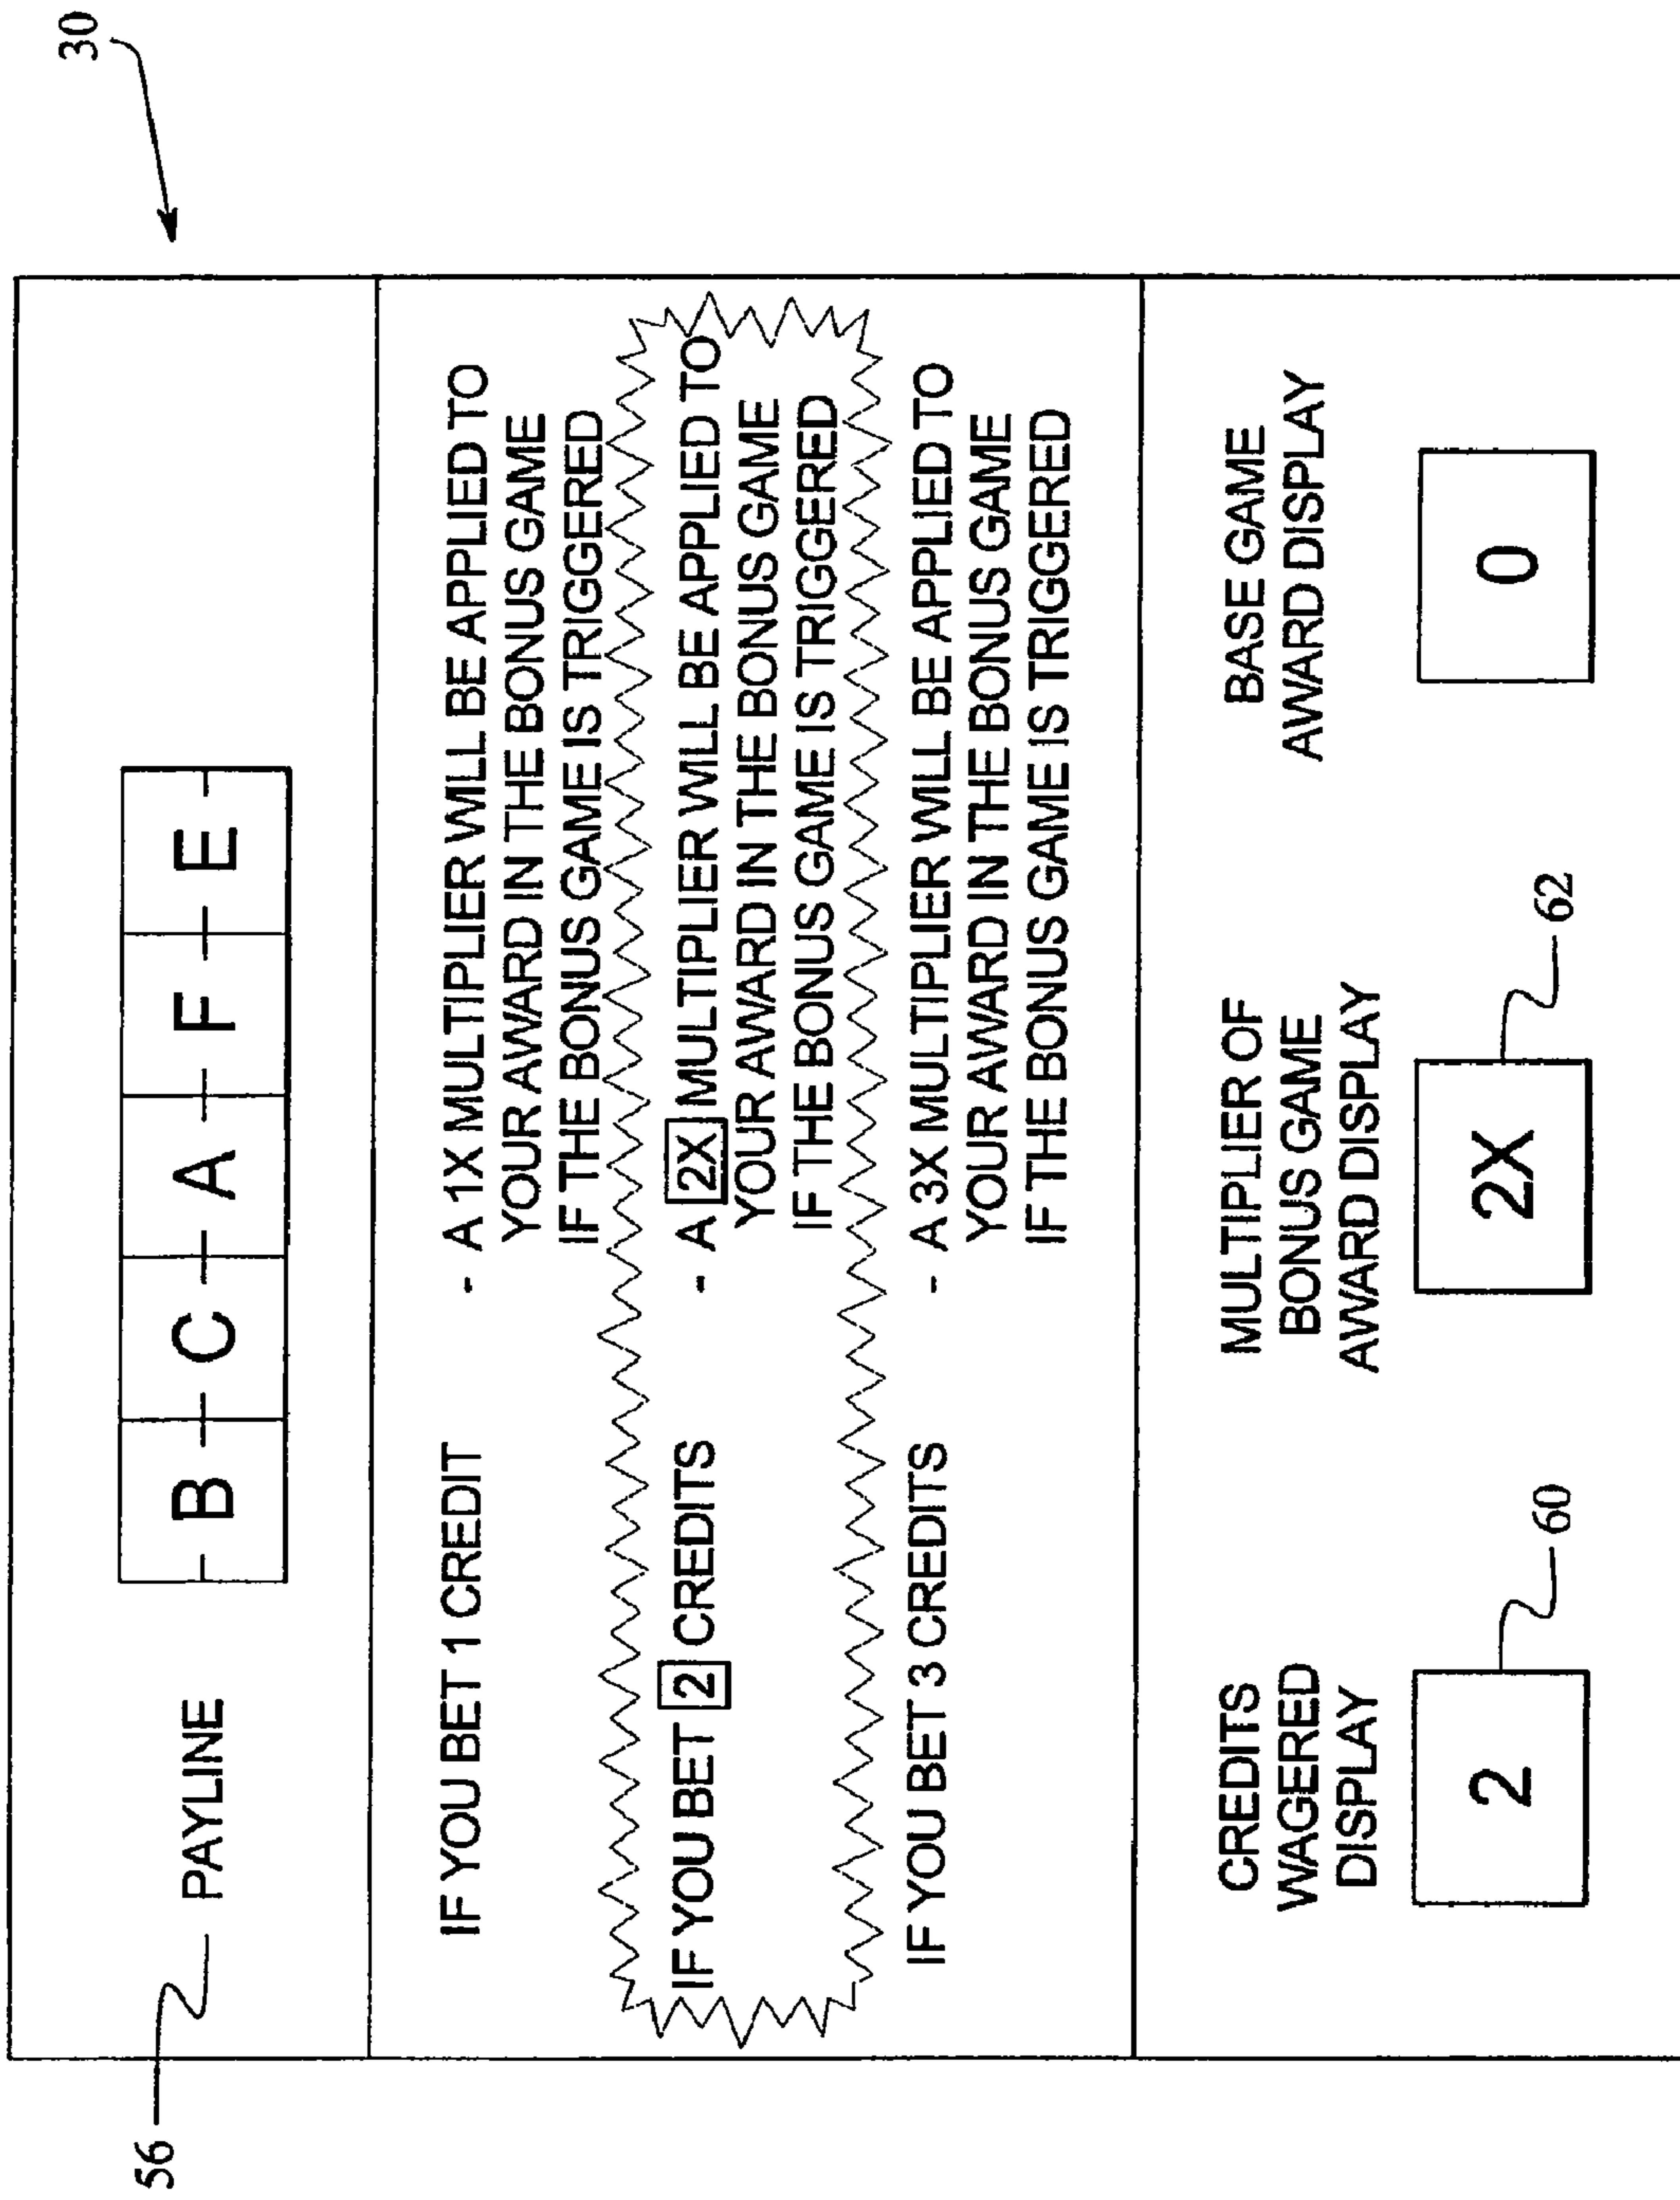 30
56
PAYLINE
B C A F E
IF YOU BET 1 CREDIT
- A 1X MULTIPLIER WILL BE APPLIED TO
YOUR AWARD IN THE BONUS GAME
IF THE BONUS GAME IS TRIGGERED
IF YOU BET 2 CREDITS
- A 2X MULTIPLIER WILL BE APPLIED TO
YOUR AWARD IN THE BONUS GAME
IF THE BONUS GAME IS TRIGGERED
IF YOU BET 3 CREDITS
- A 3X MULTIPLIER WILL BE APPLIED TO
YOUR AWARD IN THE BONUS GAME
IF THE BONUS GAME IS TRIGGERED
CREDITS
WAGERED
DISPLAY
2
60
MULTIPLIER OF
BONUS GAME
AWARD DISPLAY
2X
62
BASE GAME
AWARD DISPLAY
0